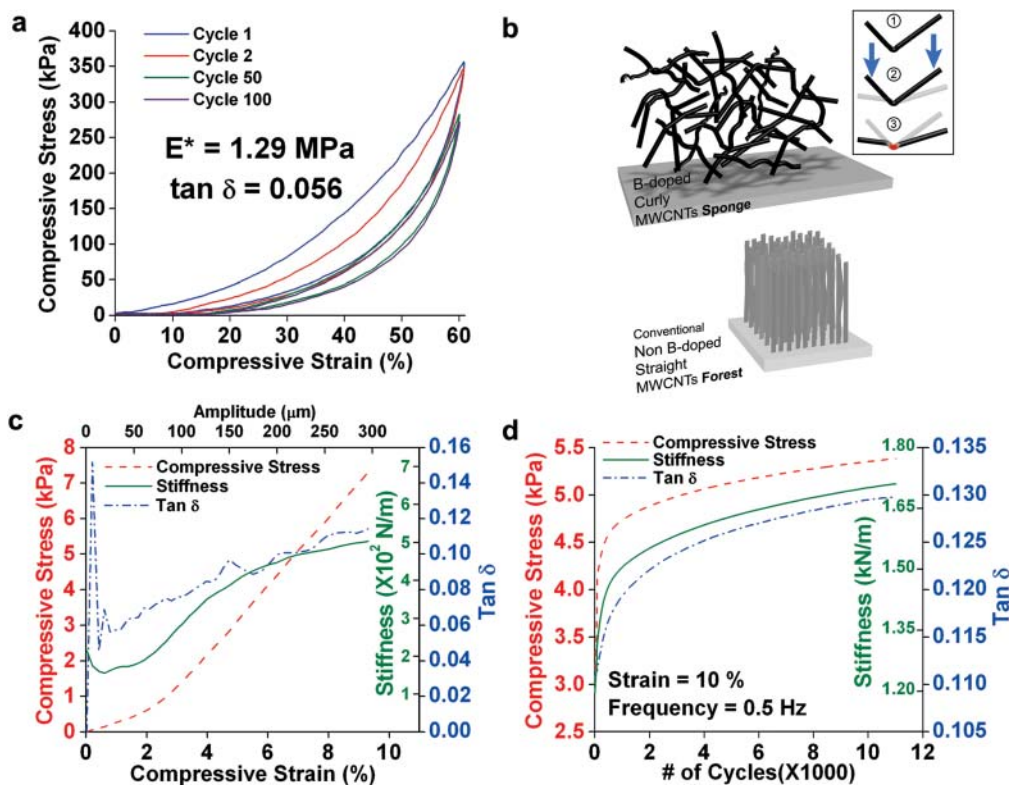 a
400
350
300
250
200
150
100
50
0
Compressive Stress (kPa)
Cycle 1
Cycle 2
Cycle 50
Cycle 100
E* = 1.29 MPa
tan δ = 0.056
0 10 20 30 40 50 60
Compressive Strain (%)
b
①
②
③
B-doped
Curly
MWCNTs Sponge
Conventional
Non B-doped
Straight
MWCNTs Forest
c
Amplitude (μm)
0 50 100 150 200 250 300
8
7
6
5
4
3
2
1
0
Compressive Stress (kPa)
Compressive Stress
Stiffness
Tan δ
7
6
5
4
3
2
1
Stiffness (X10² N/m)
0.16
0.14
0.12
0.10
0.08
0.06
0.04
0.02
0.00
Tan δ
0 2 4 6 8 10
Compressive Strain (%)
d
5.5
5.0
4.5
4.0
3.5
3.0
2.5
Compressive Stress (kPa)
Compressive Stress
Stiffness
Tan δ
Strain = 10 %
Frequency = 0.5 Hz
1.80
1.65
1.50
1.35
1.20
Stiffness (kN/m)
0.135
0.130
0.125
0.120
0.115
0.110
0.105
Tan δ
0 2 4 6 8 10 12
# of Cycles(X1000)